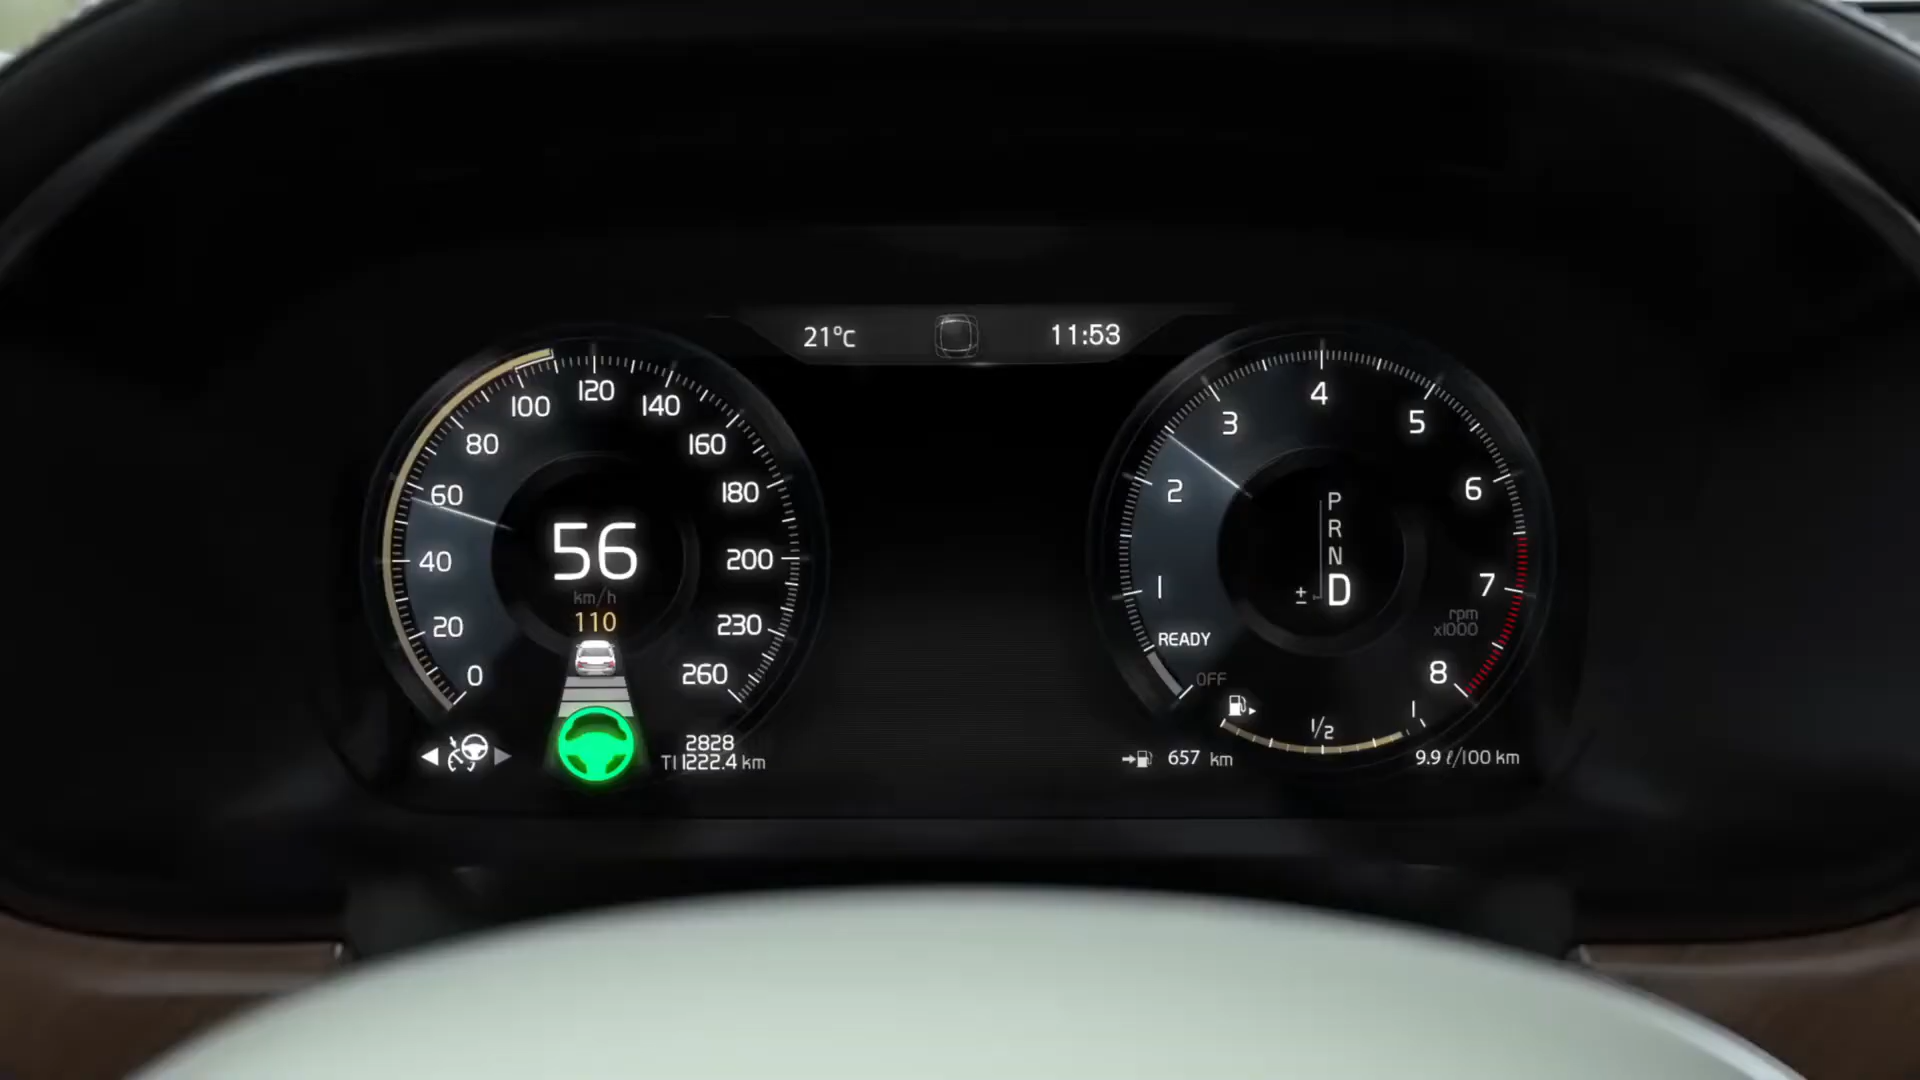 21°C
11:53
0
20
40
60
80
100
120
140
160
180
200
230
260
56
km/h
110
2828
T1 1222.4 km
OFF
READY
1
2
3
4
5
6
7
8
rpm
x1000
P
R
N
± D
1/2
1
657 km
9.9 ℓ/100 km